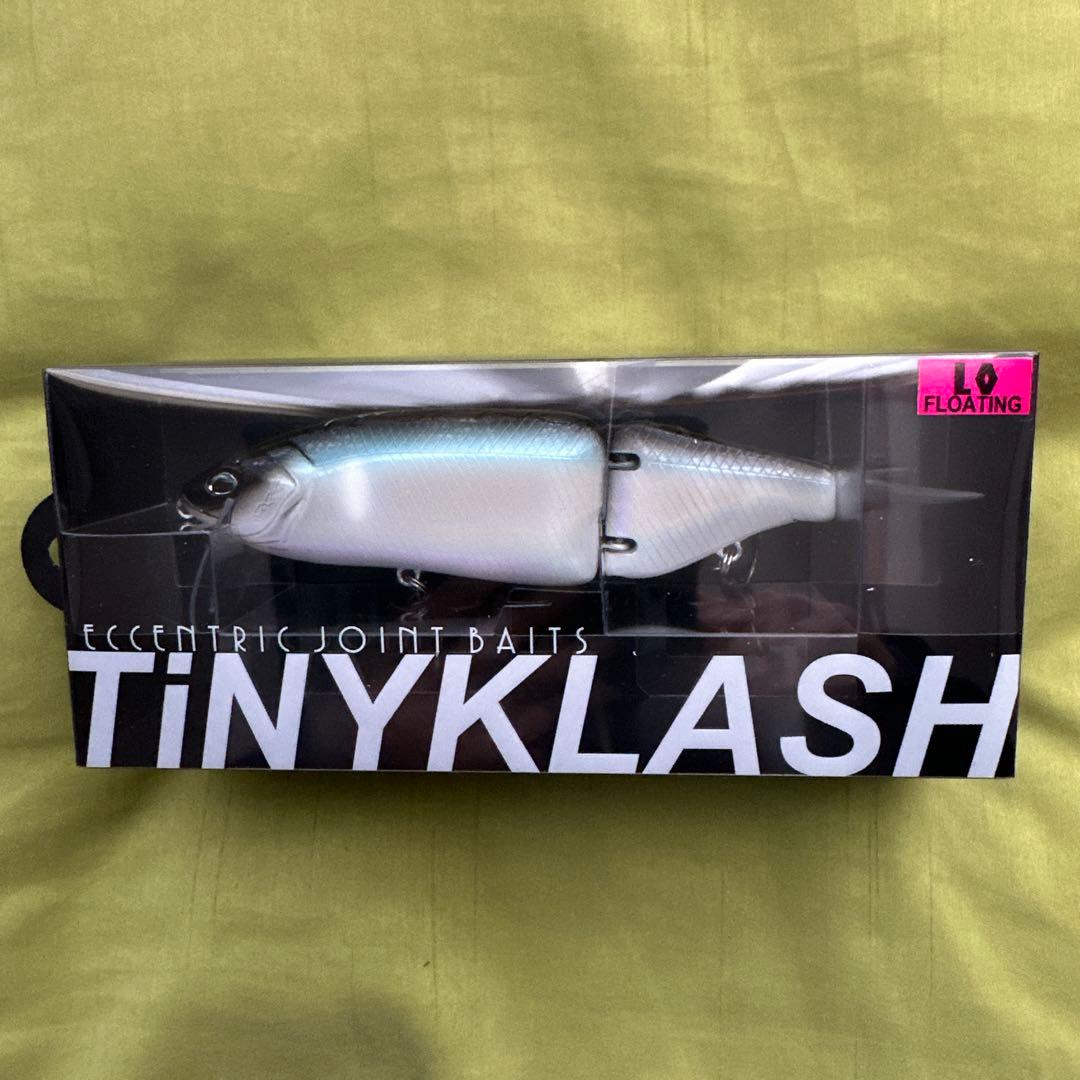 LO
FLOATING
ECCENTRIC JOINT BAITS
TiNYKLASH